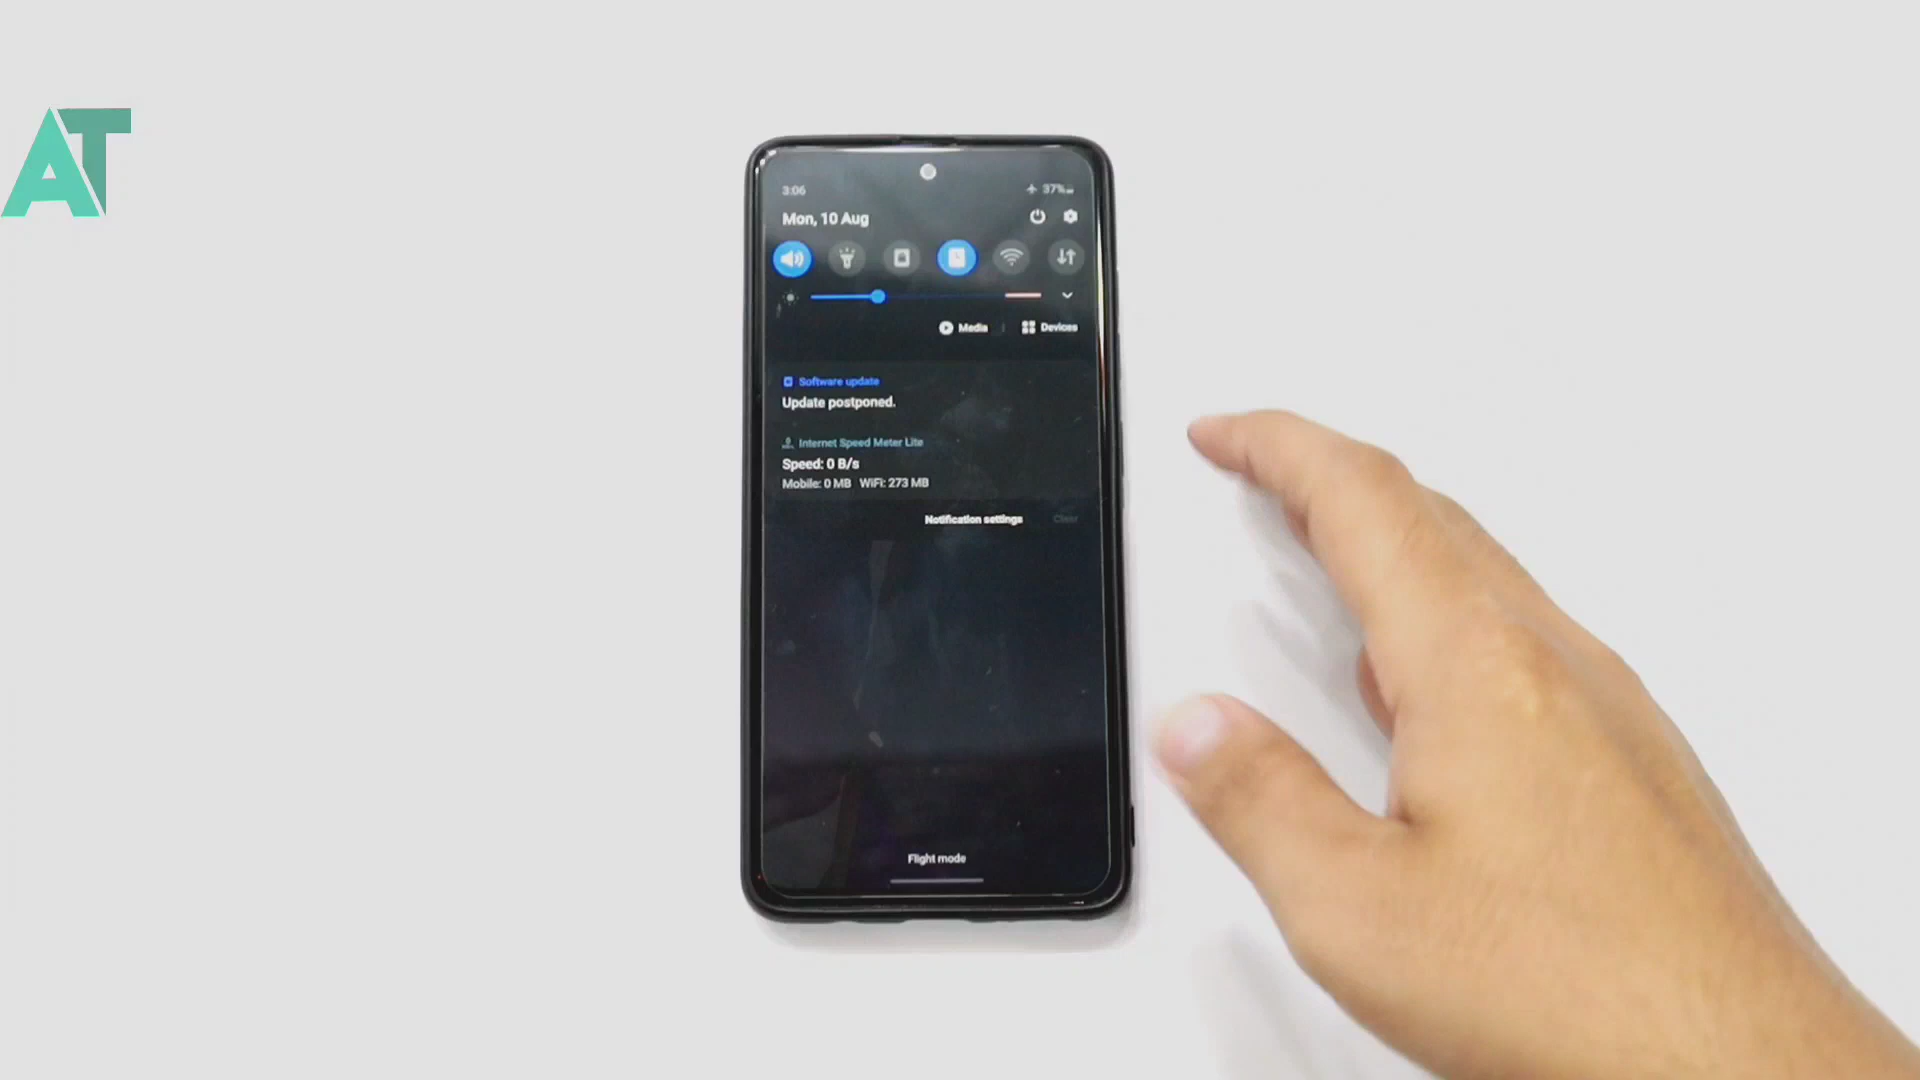 AT
3:06
37%
Mon, 10 Aug
Media
Devices
Software update
Update postponed.
Internet Speed Meter Lite
Speed: 0 B/s
Mobile: 0 MB WiFi: 273 MB
Notification settings
Clear
Flight mode